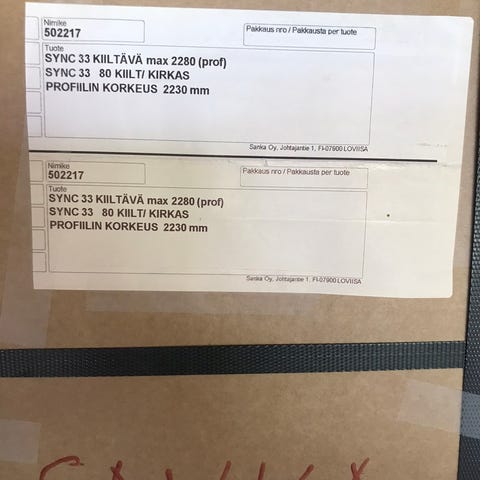 Nimike
502217
Pakkaus nro / Pakkausta per tuote
Tuote
SYNC 33 KIILTÄVÄ max 2280 (prof)
SYNC 33 80 KIILT/ KIRKAS
PROFIILIN KORKEUS 2230 mm
Sanka Oy, Johtajantie 1, FI-07900 LOVIISA
Nimike
502217
Pakkaus nro / Pakkausta per tuote
Tuote
SYNC 33 KIILTÄVÄ max 2280 (prof)
SYNC 33 80 KIILT/ KIRKAS
PROFIILIN KORKEUS 2230 mm
Sanka Oy, Johtajantie 1, FI-07900 LOVIISA